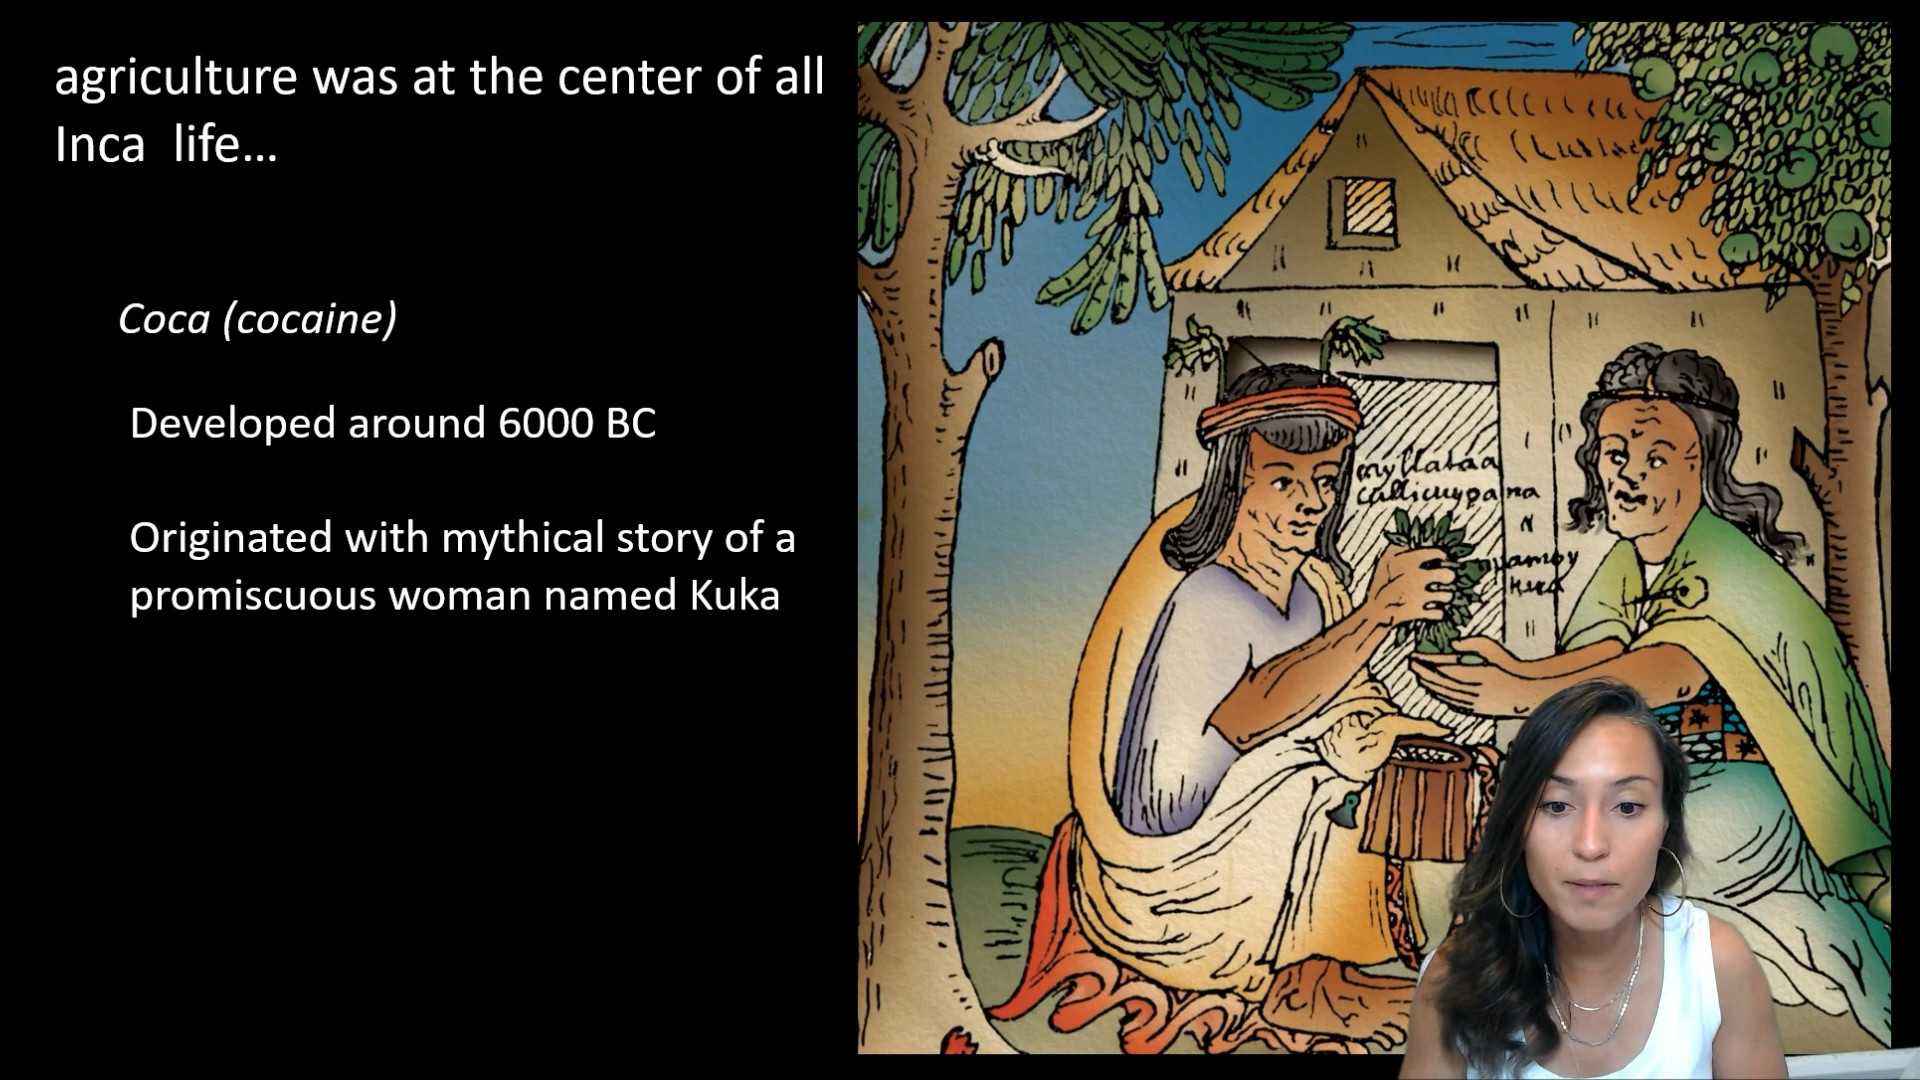 agriculture was at the center of all
Inca life…
Coca (cocaine)
Developed around 6000 BC
Originated with mythical story of a
promiscuous woman named Kuka